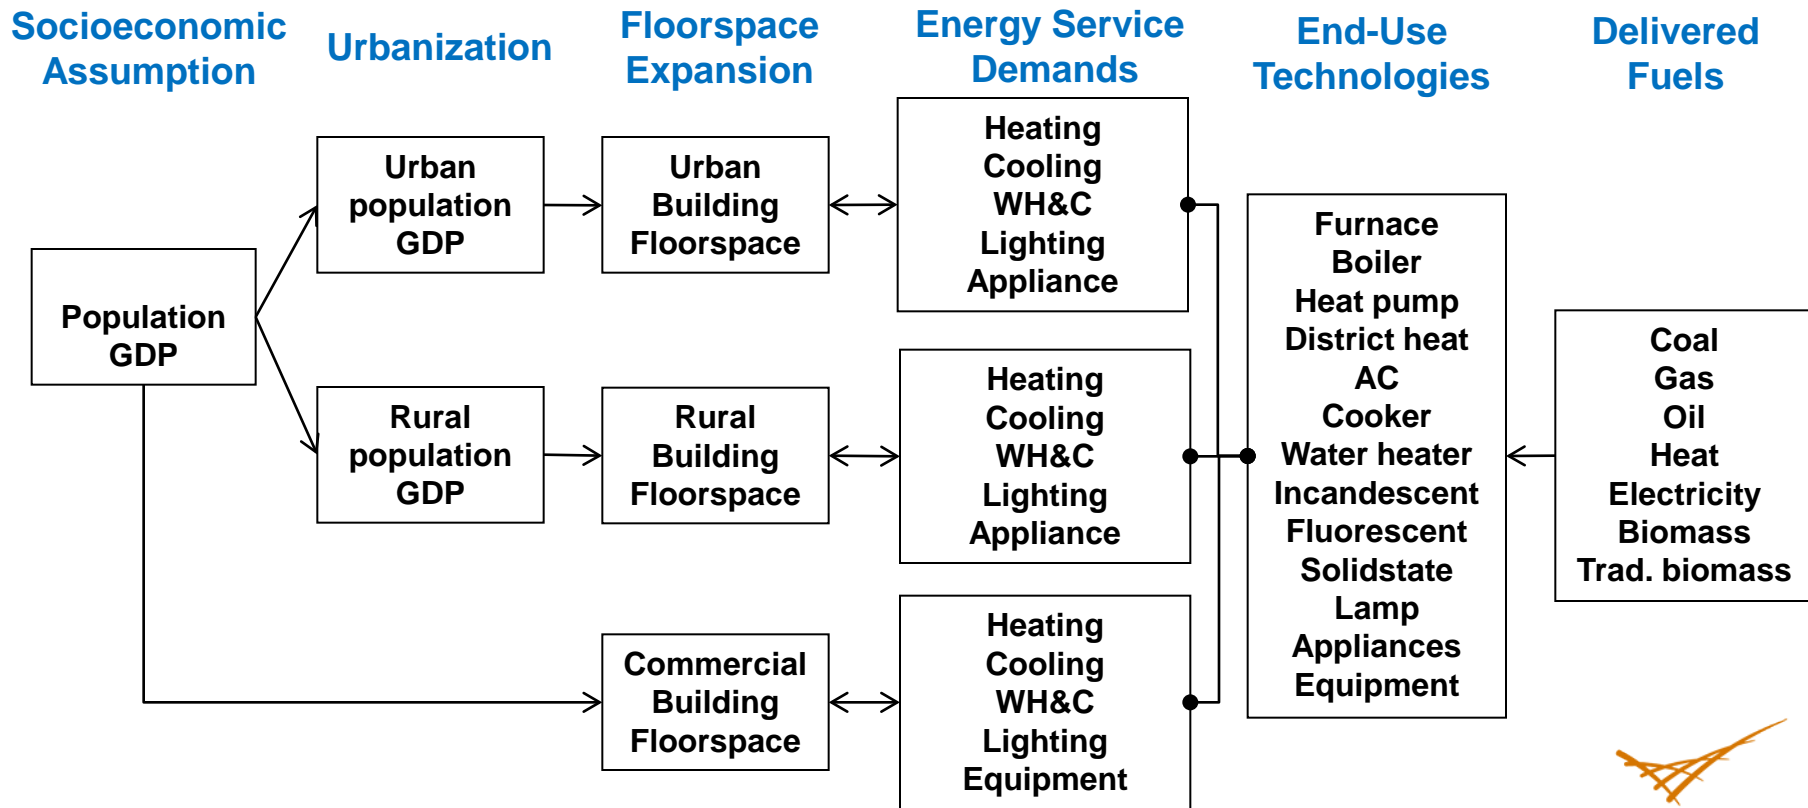 Socioeconomic
Assumption
Urbanization
Floorspace
Expansion
Energy Service
Demands
End-Use
Technologies
Delivered
Fuels
Population
GDP
Urban
population
GDP
Rural
population
GDP
Urban
Building
Floorspace
Rural
Building
Floorspace
Commercial
Building
Floorspace
Heating
Cooling
WH&C
Lighting
Appliance
Heating
Cooling
WH&C
Lighting
Appliance
Heating
Cooling
WH&C
Lighting
Equipment
Furnace
Boiler
Heat pump
District heat
AC
Cooker
Water heater
Incandescent
Fluorescent
Solidstate
Lamp
Appliances
Equipment
Coal
Gas
Oil
Heat
Electricity
Biomass
Trad. biomass